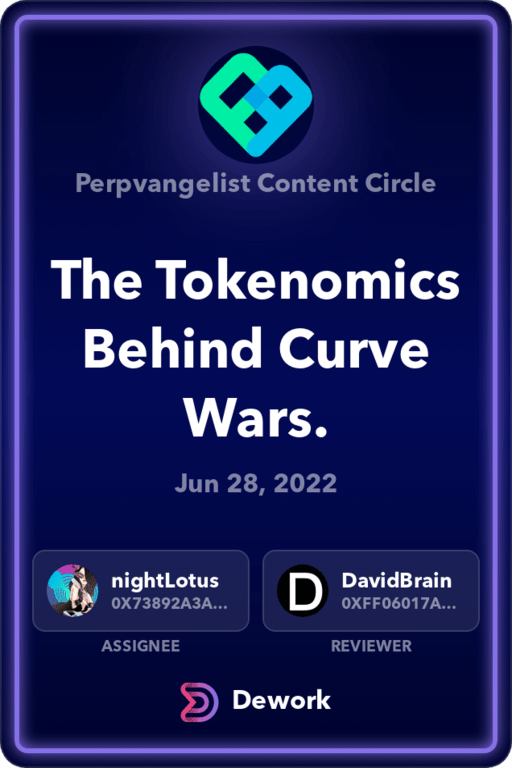 Perpvangelist Content Circle
The Tokenomics
Behind Curve
Wars.
Jun 28, 2022
nightLotus
0X73892A3A...
ASSIGNEE
DavidBrain
0XFF06017A...
REVIEWER
Dework